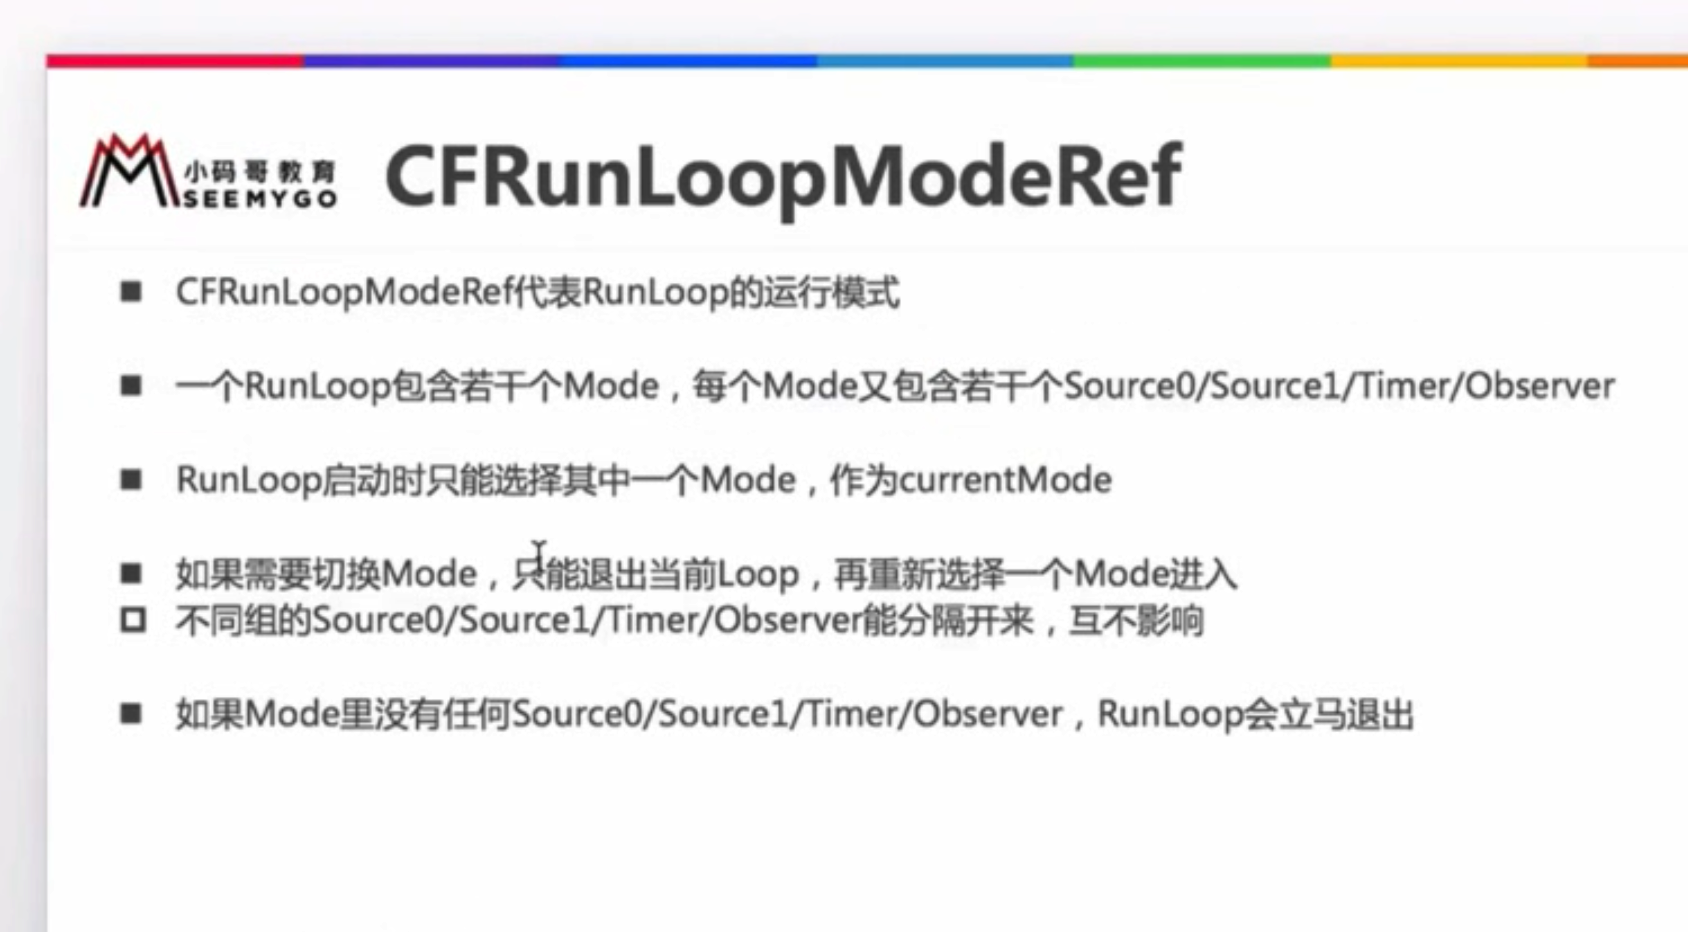 小码哥教育
SEEMYGO
CFRunLoopModeRef
■ CFRunLoopModeRef代表RunLoop的运行模式
■ 一个RunLoop包含若干个Mode，每个Mode又包含若干个Source0/Source1/Timer/Observer
■ RunLoop启动时只能选择其中一个Mode，作为currentMode
■ 如果需要切换Mode，只能退出当前Loop，再重新选择一个Mode进入
□ 不同组的Source0/Source1/Timer/Observer能分隔开来，互不影响
■ 如果Mode里没有任何Source0/Source1/Timer/Observer，RunLoop会立马退出